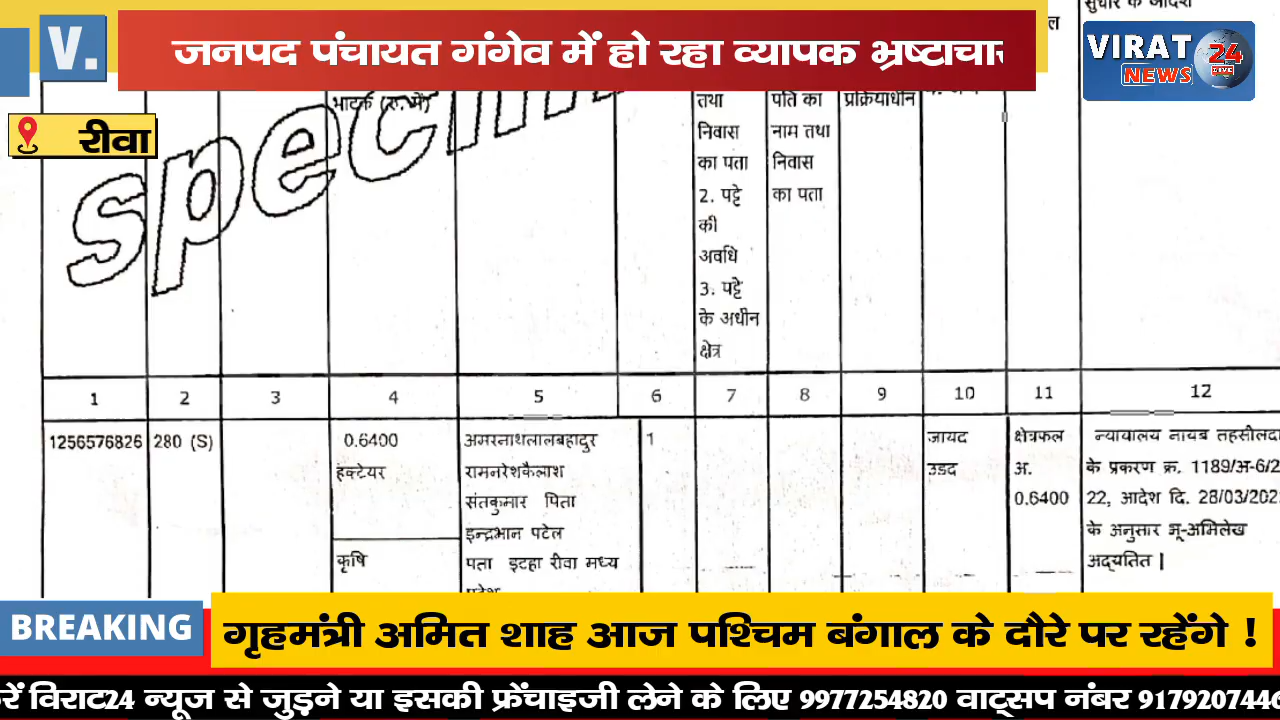 V.
जनपद पंचायत गंगेव में हो रहा व्यापक भ्रष्टाचार
VIRAT 24
NEWS LIVE
रीवा
सुधार के आदेश
भाटक (रु. में)
तथा
निवास
का पता
2. पट्टे
की
अवधि
3. पट्टे
के अधीन
क्षेत्र
पति का
नाम तथा
निवास
का पता
प्रक्रियाधीन
1 2 3 4 5 6 7 8 9 10 11 12
1256576826
280 (S)
0.6400
हेक्टेयर
कृषि
अमरनाथलालबहादुर
रामनरेशकैलाश
संतकुमार पिता
इन्द्रभान पटेल
पता इटहा रीवा मध्य
1
जायद
उडद
क्षेत्रफल
अ.
0.6400
न्यायालय नायब तहसीलदा
के प्रकरण क्र. 1189/अ-6/2
22, आदेश दि. 28/03/202
के अनुसार भू-अभिलेख
अद्यतित |
BREAKING
गृहमंत्री अमित शाह आज पश्चिम बंगाल के दौरे पर रहेंगे !
रें विराट24 न्यूज से जुड़ने या इसकी फ्रेंचाइजी लेने के लिए 9977254820 वाट्सप नंबर 917920744